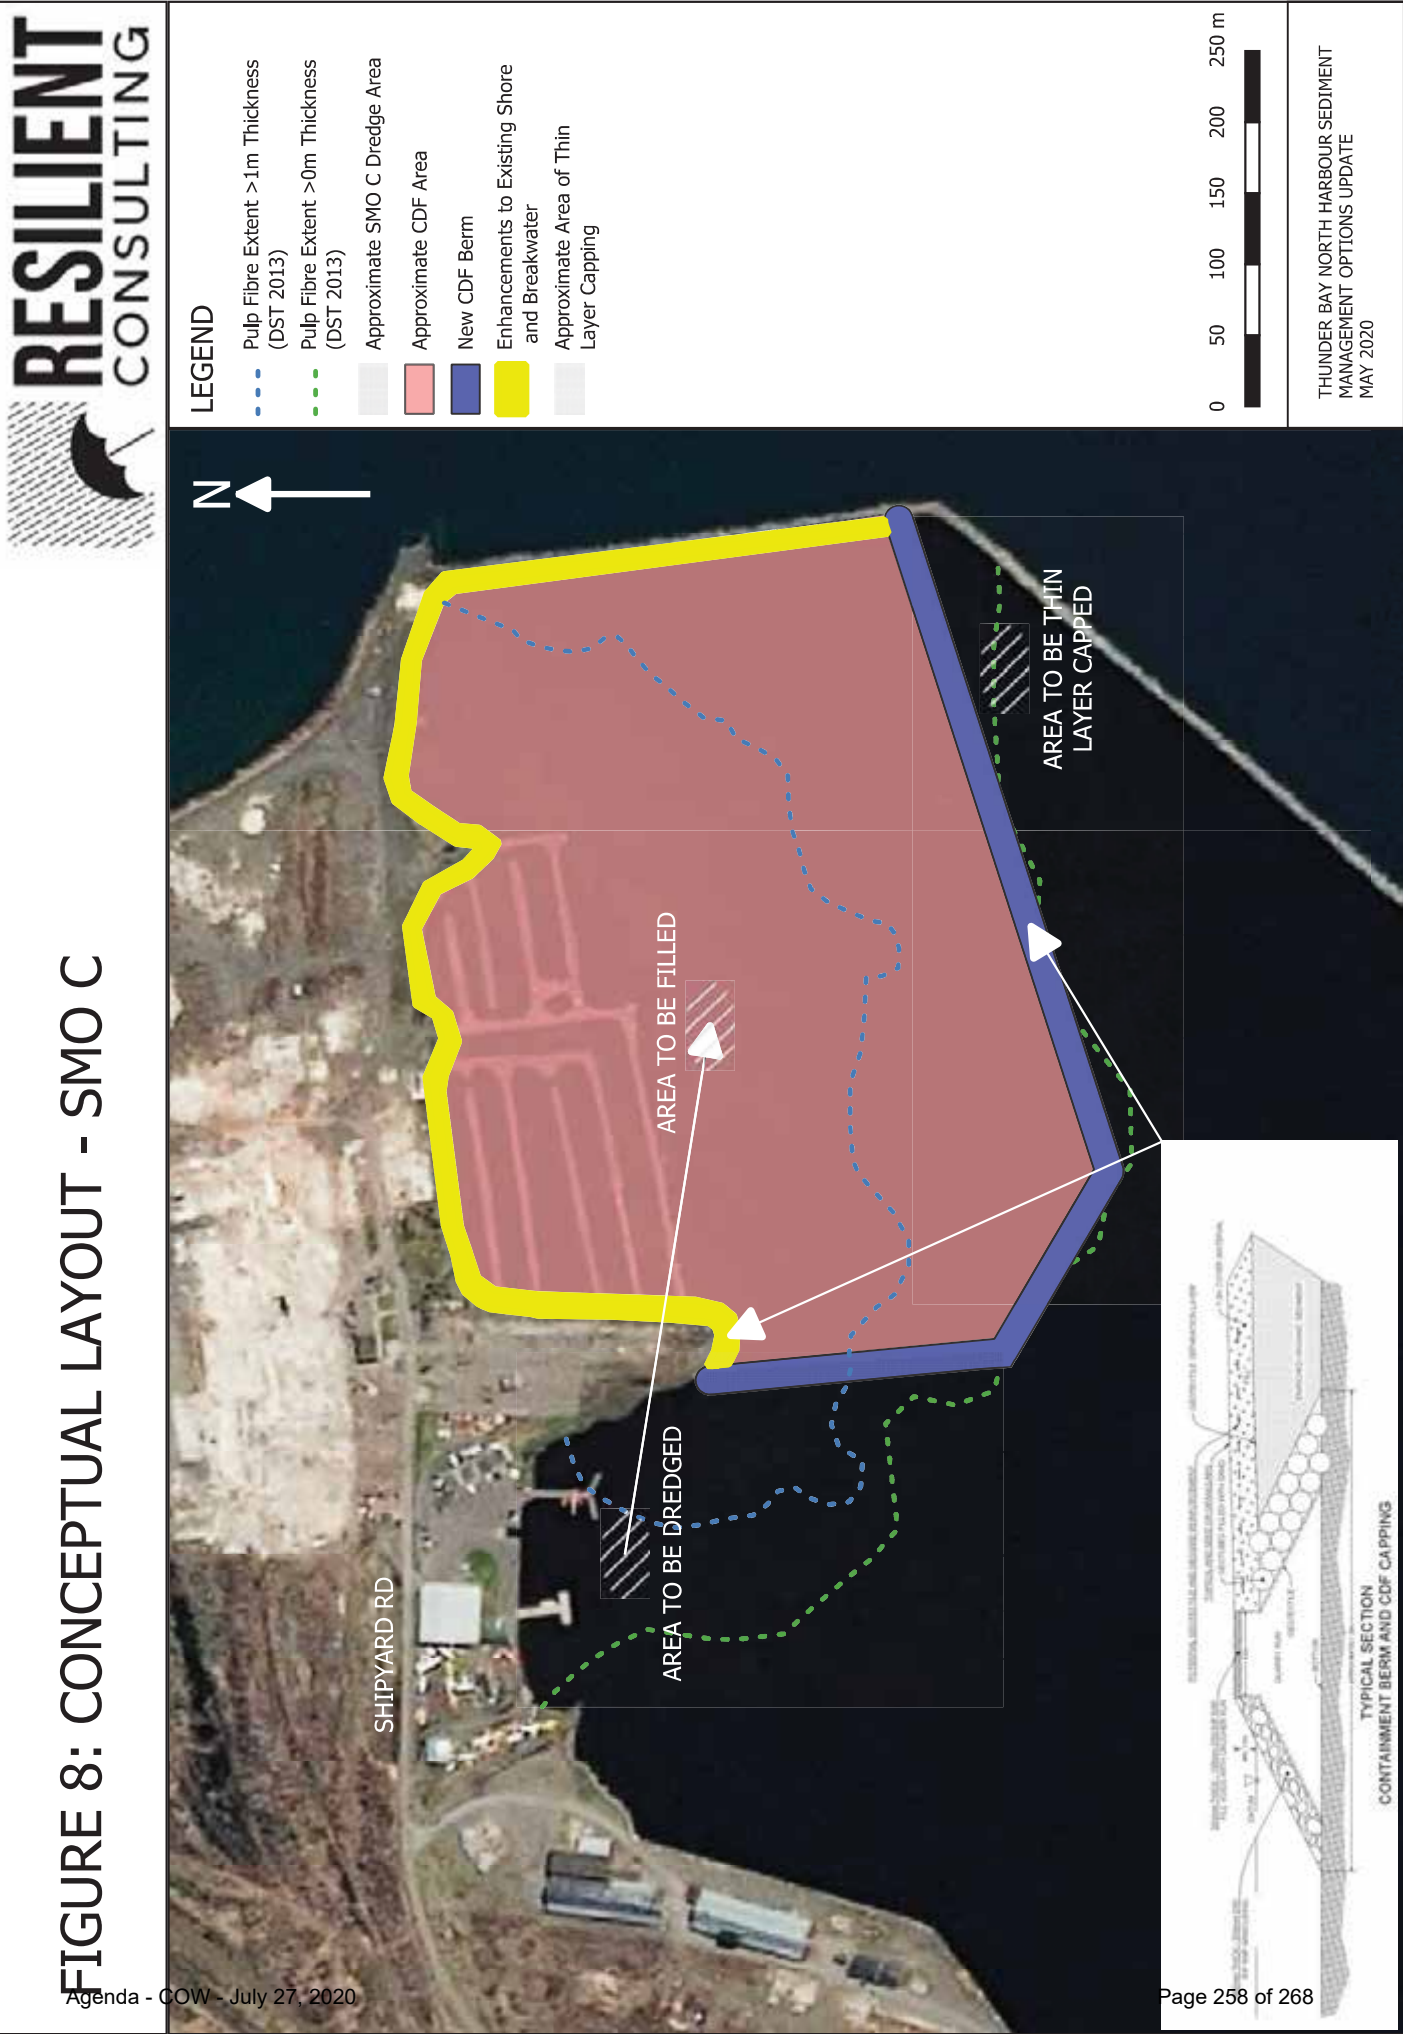 FIGURE 8: CONCEPTUAL LAYOUT - SMO C
RESILIENT
CONSULTING
LEGEND
Pulp Fibre Extent >1m Thickness
(DST 2013)
Pulp Fibre Extent >0m Thickness
(DST 2013)
Approximate SMO C Dredge Area
Approximate CDF Area
New CDF Berm
Enhancements to Existing Shore
and Breakwater
Approximate Area of Thin
Layer Capping
0 50 100 150 200 250 m
THUNDER BAY NORTH HARBOUR SEDIMENT
MANAGEMENT OPTIONS UPDATE
MAY 2020
N
SHIPYARD RD
AREA TO BE FILLED
AREA TO BE DREDGED
AREA TO BE THIN
LAYER CAPPED
TYPICAL SECTION
CONTAINMENT BERM AND CDF CAPPING
Agenda - COW - July 27, 2020
Page 258 of 268